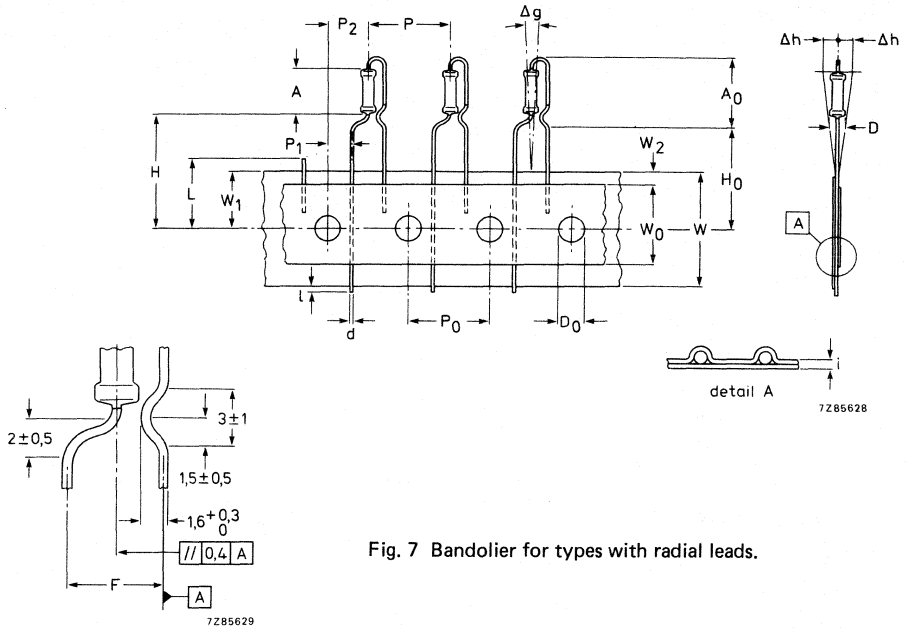 P₂ P Δg
Δh Δh
A A₀
P₁ W₂ D
H L W₁ H₀
W₀ W A
l d P₀ D₀
i
detail A
7Z85628
2±0,5 3±1
1,5±0,5
1,6 +0,3 0
// 0,4 A
F A
7Z85629
Fig. 7 Bandolier for types with radial leads.